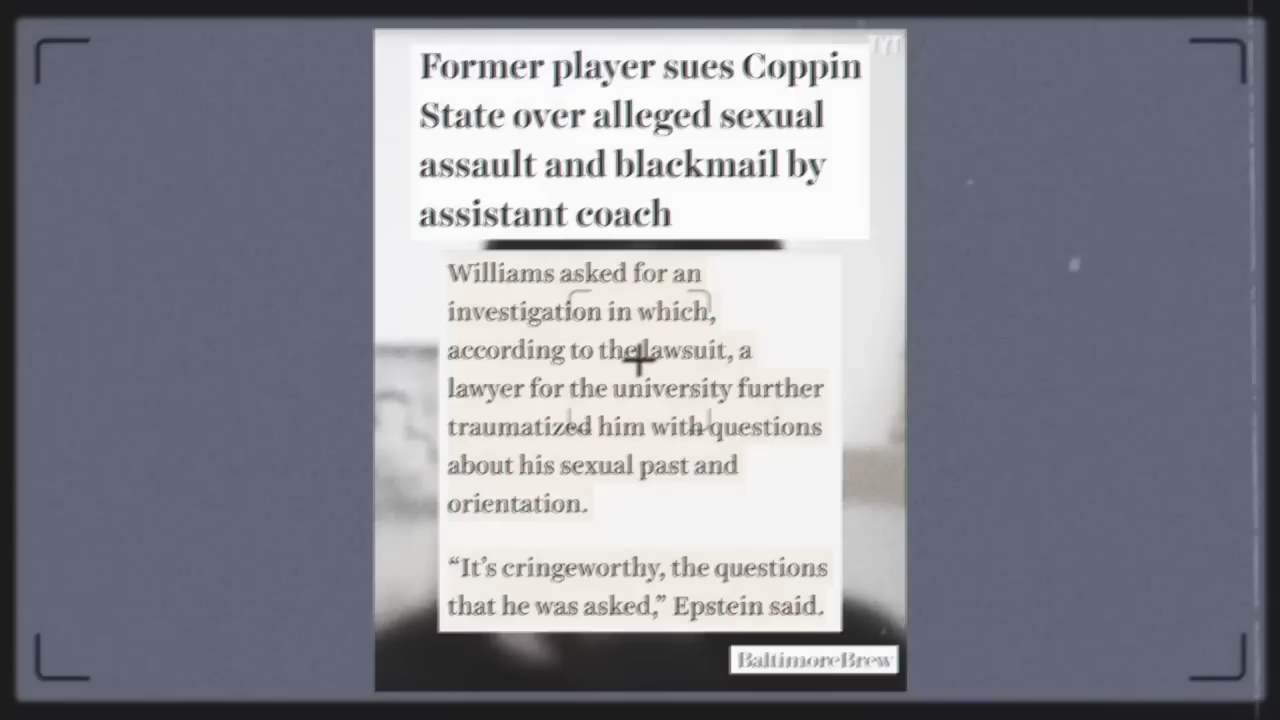 TYT
Former player sues Coppin
State over alleged sexual
assault and blackmail by
assistant coach
Williams asked for an
investigation in which,
according to the lawsuit, a
lawyer for the university further
traumatized him with questions
about his sexual past and
orientation.
“It’s cringeworthy, the questions
that he was asked,” Epstein said.
BaltimoreBrew